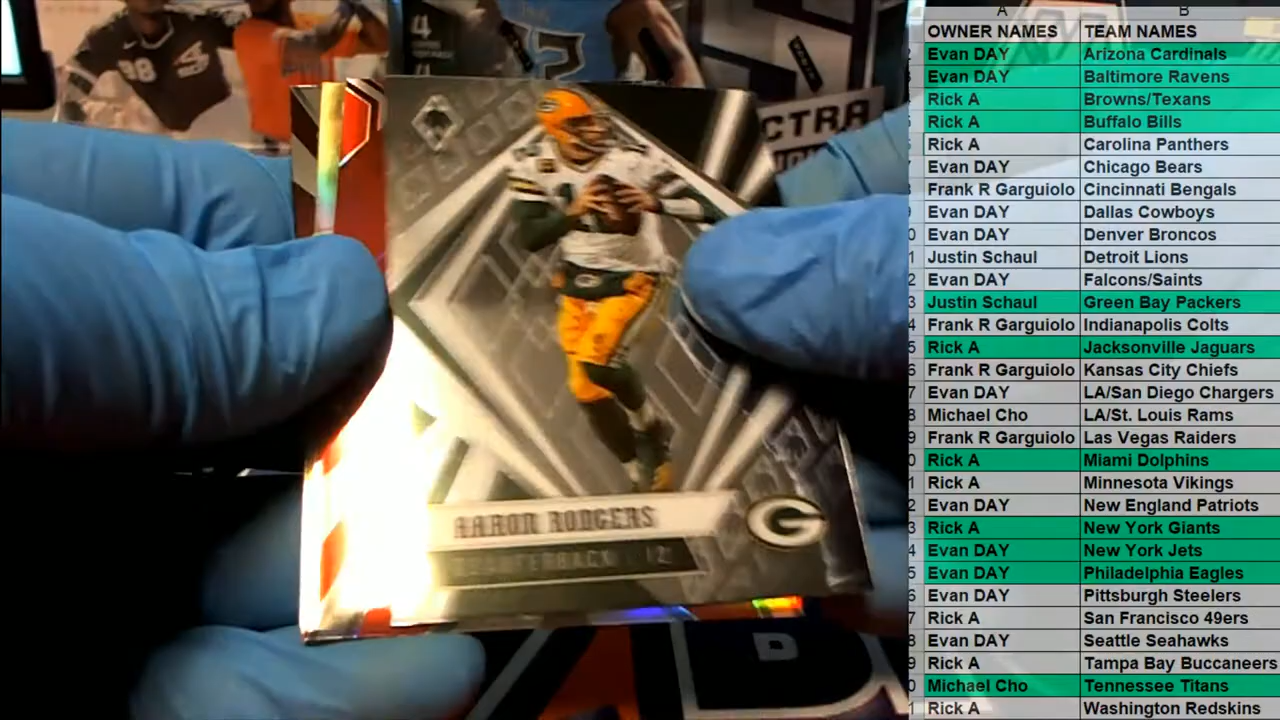 A B
OWNER NAMES TEAM NAMES
Evan DAY Arizona Cardinals
Evan DAY Baltimore Ravens
Rick A Browns/Texans
Rick A Buffalo Bills
Rick A Carolina Panthers
Evan DAY Chicago Bears
Frank R Garguiolo Cincinnati Bengals
Evan DAY Dallas Cowboys
Evan DAY Denver Broncos
Justin Schaul Detroit Lions
Evan DAY Falcons/Saints
Justin Schaul Green Bay Packers
Frank R Garguiolo Indianapolis Colts
Rick A Jacksonville Jaguars
Frank R Garguiolo Kansas City Chiefs
Evan DAY LA/San Diego Chargers
Michael Cho LA/St. Louis Rams
Frank R Garguiolo Las Vegas Raiders
Rick A Miami Dolphins
Rick A Minnesota Vikings
Evan DAY New England Patriots
Rick A New York Giants
Evan DAY New York Jets
Evan DAY Philadelphia Eagles
Evan DAY Pittsburgh Steelers
Rick A San Francisco 49ers
Evan DAY Seattle Seahawks
Rick A Tampa Bay Buccaneers
Michael Cho Tennessee Titans
Rick A Washington Redskins
98
4
CTRA
G
AARON RODGERS
G
12